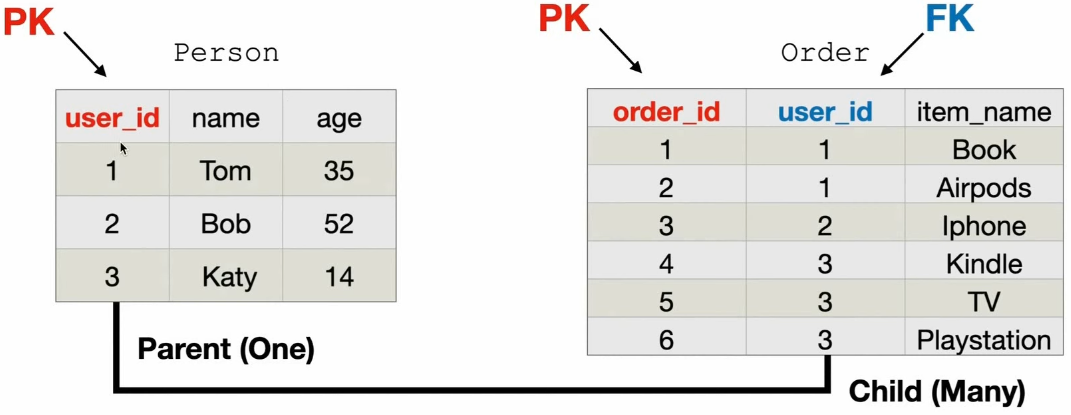 PK
Person
user_id name age
1 Tom 35
2 Bob 52
3 Katy 14
Parent (One)
PK
FK
Order
order_id user_id item_name
1 1 Book
2 1 Airpods
3 2 Iphone
4 3 Kindle
5 3 TV
6 3 Playstation
Child (Many)